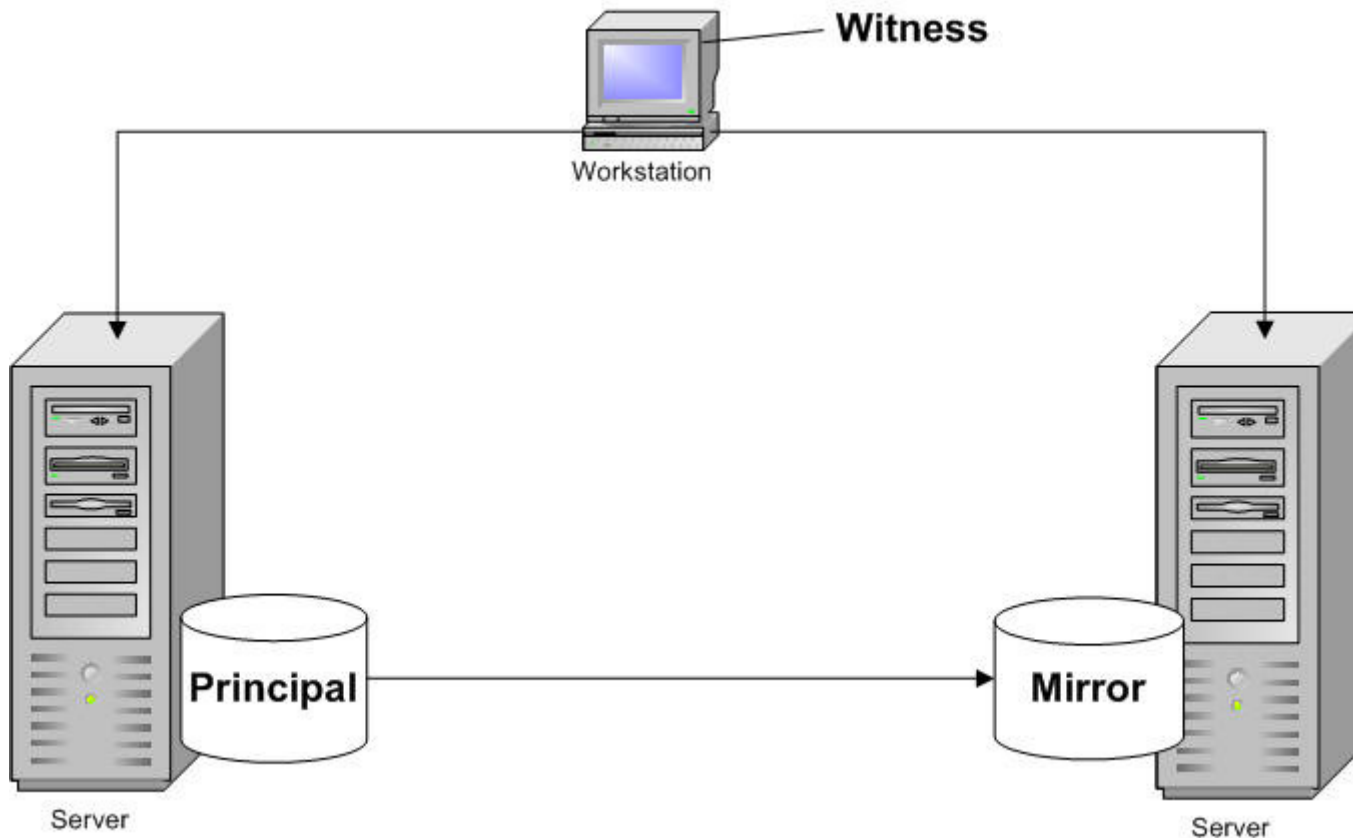 Witness
Workstation
Principal
Mirror
Server
Server